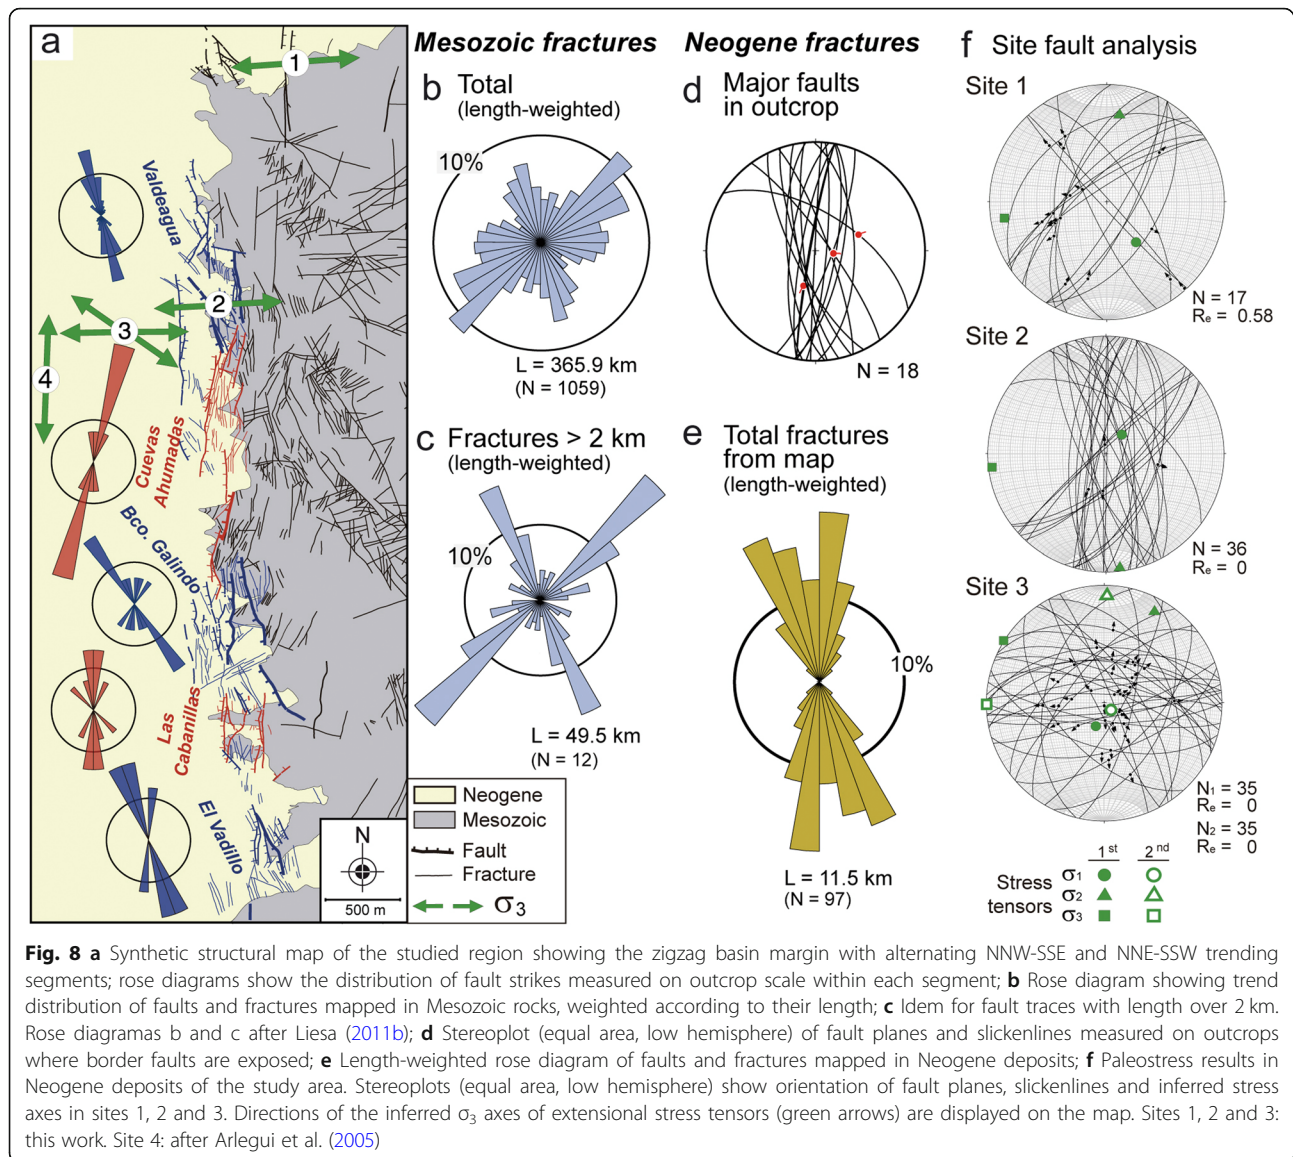 a
1
2
3
4
Valdeagua
Cuevas
Ahumadas
Bco. Galindo
Las
Cabanillas
El Vadillo
Neogene
Mesozoic
Fault
Fracture
σ3
N
500 m
Mesozoic fractures
b Total
(length-weighted)
10%
L = 365.9 km
(N = 1059)
c Fractures > 2 km
(length-weighted)
10%
L = 49.5 km
(N = 12)
Neogene fractures
d Major faults
in outcrop
N = 18
e Total fractures
from map
(length-weighted)
10%
L = 11.5 km
(N = 97)
f Site fault analysis
Site 1
N = 17
Re = 0.58
Site 2
N = 36
Re = 0
Site 3
N1 = 35
Re = 0
N2 = 35
Re = 0
1st 2nd
Stress
tensors
σ1
σ2
σ3
Fig. 8 a Synthetic structural map of the studied region showing the zigzag basin margin with alternating NNW-SSE and NNE-SSW trending
segments; rose diagrams show the distribution of fault strikes measured on outcrop scale within each segment; b Rose diagram showing trend
distribution of faults and fractures mapped in Mesozoic rocks, weighted according to their length; c Idem for fault traces with length over 2 km.
Rose diagramas b and c after Liesa (2011b); d Stereoplot (equal area, low hemisphere) of fault planes and slickenlines measured on outcrops
where border faults are exposed; e Length-weighted rose diagram of faults and fractures mapped in Neogene deposits; f Paleostress results in
Neogene deposits of the study area. Stereoplots (equal area, low hemisphere) show orientation of fault planes, slickenlines and inferred stress
axes in sites 1, 2 and 3. Directions of the inferred σ3 axes of extensional stress tensors (green arrows) are displayed on the map. Sites 1, 2 and 3:
this work. Site 4: after Arlegui et al. (2005)